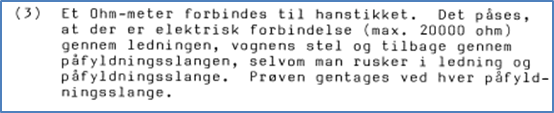 (3) Et Ohm-meter forbindes til hanstikket. Det påses,
at der er elektrisk forbindelse (max. 20000 ohm)
gennem ledningen, vognens stel og tilbage gennem
påfyldningsslangen, selvom man rusker i ledning og
påfyldningsslange. Prøven gentages ved hver påfyld-
ningsslange.